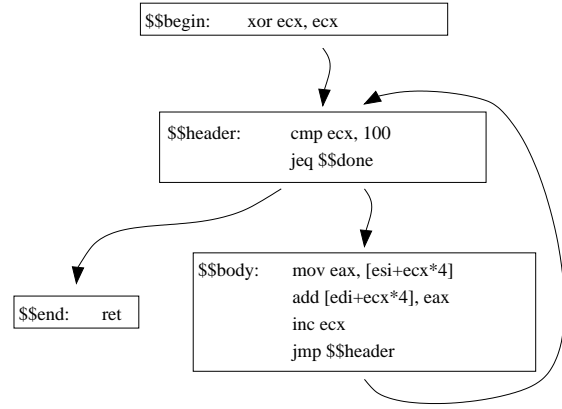 $$begin: xor ecx, ecx
$$header: cmp ecx, 100
jeq $$done
$$body: mov eax, [esi+ecx*4]
add [edi+ecx*4], eax
inc ecx
jmp $$header
$$end: ret